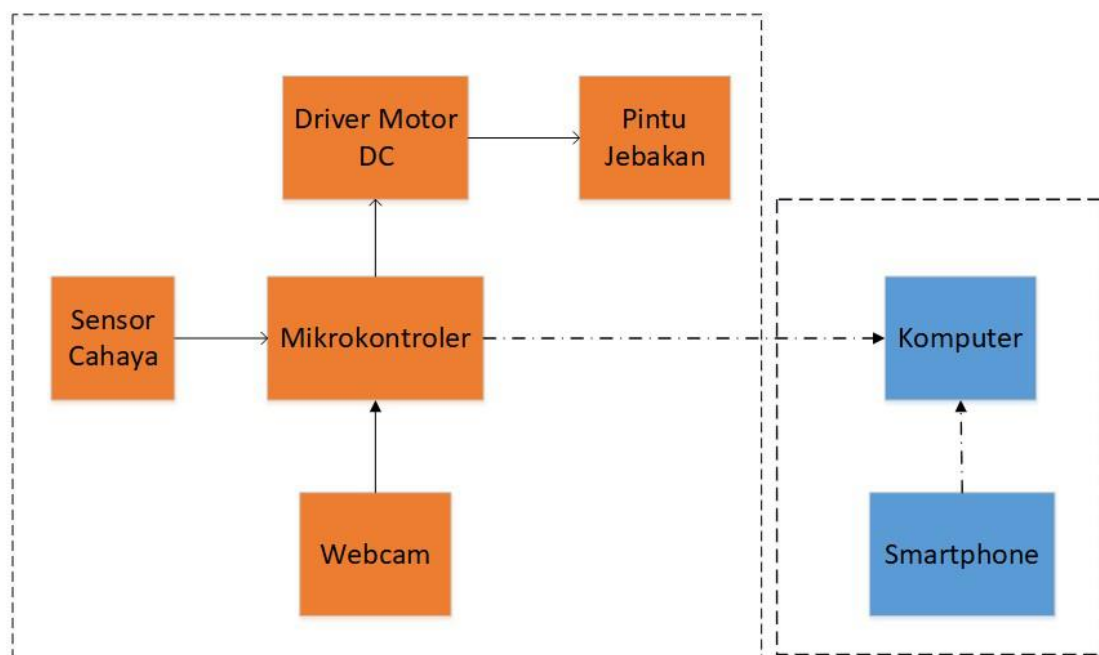 Driver Motor
DC
Pintu
Jebakan
Sensor
Cahaya
Mikrokontroler
Komputer
Webcam
Smartphone